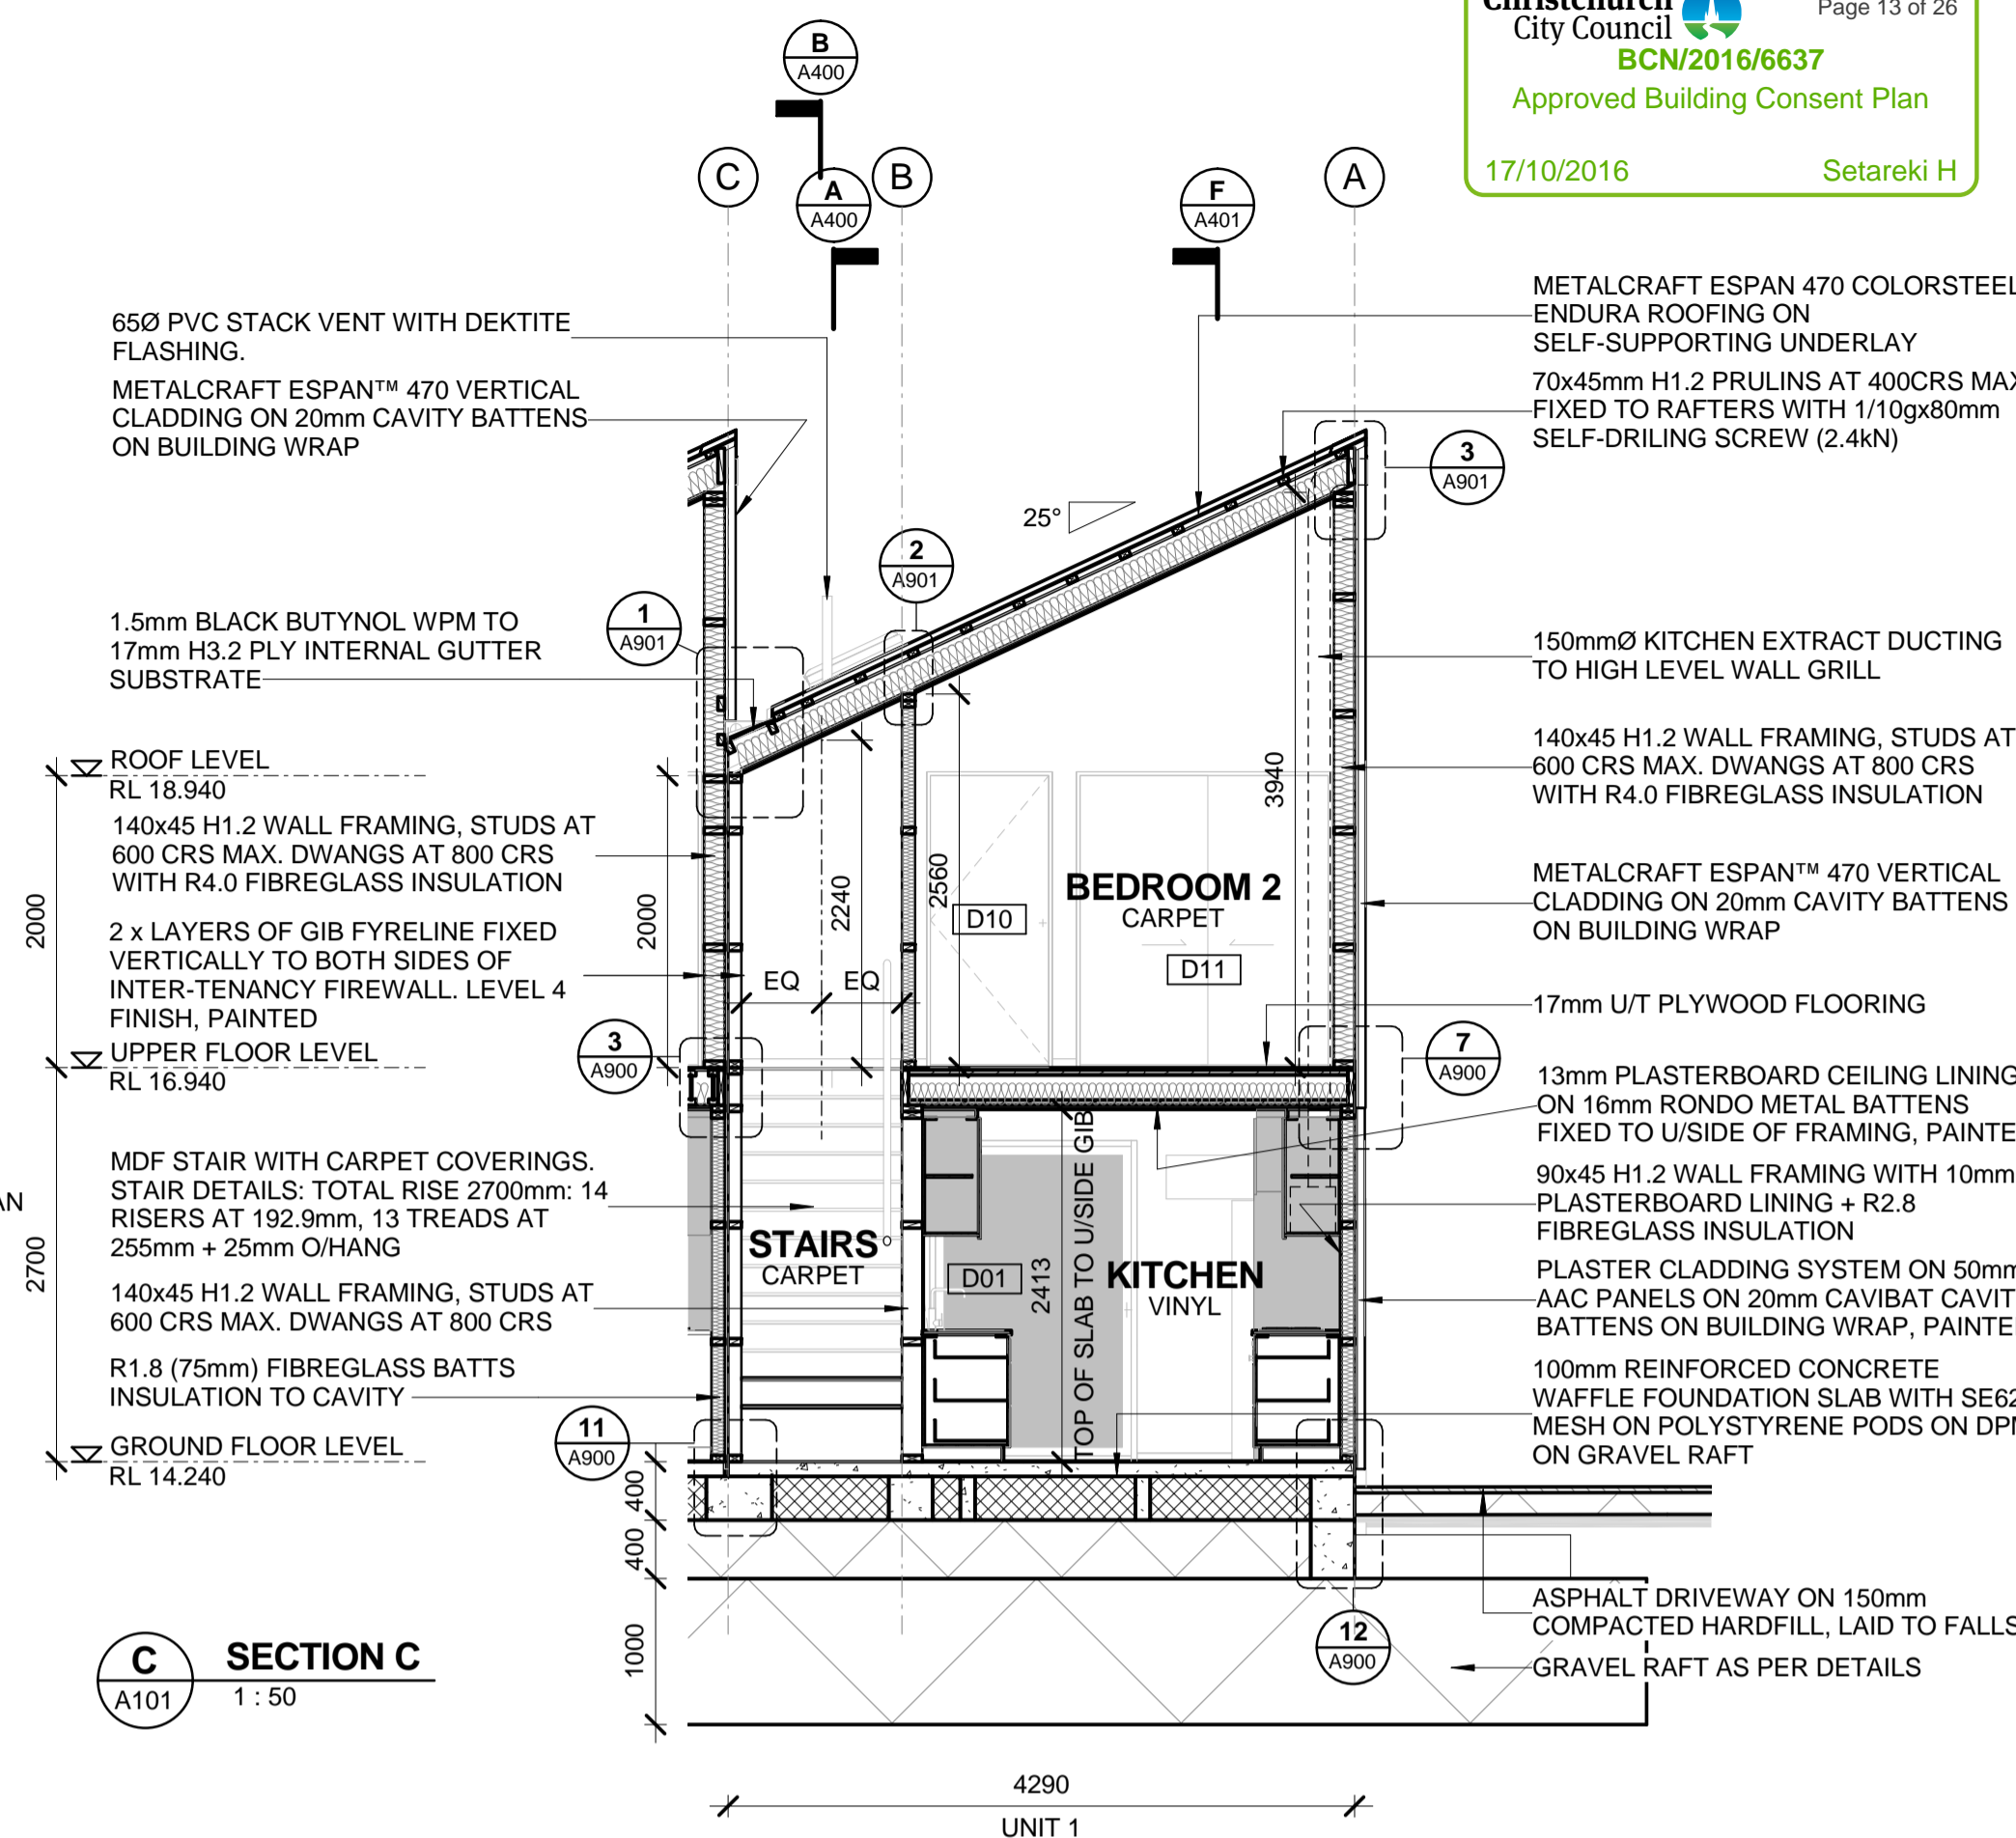 Christchurch
City Council
Page 13 of 26
BCN/2016/6637
Approved Building Consent Plan
17/10/2016
Setareki H
B
A400
C
A
A400
B
F
A401
A
65Ø PVC STACK VENT WITH DEKTITE
FLASHING.
METALCRAFT ESPAN™ 470 VERTICAL
CLADDING ON 20mm CAVITY BATTENS
ON BUILDING WRAP
1.5mm BLACK BUTYNOL WPM TO
17mm H3.2 PLY INTERNAL GUTTER
SUBSTRATE
ROOF LEVEL
RL 18.940
140x45 H1.2 WALL FRAMING, STUDS AT
600 CRS MAX. DWANGS AT 800 CRS
WITH R4.0 FIBREGLASS INSULATION
2 x LAYERS OF GIB FYRELINE FIXED
VERTICALLY TO BOTH SIDES OF
INTER-TENANCY FIREWALL. LEVEL 4
FINISH, PAINTED
UPPER FLOOR LEVEL
RL 16.940
MDF STAIR WITH CARPET COVERINGS.
STAIR DETAILS: TOTAL RISE 2700mm: 14
RISERS AT 192.9mm, 13 TREADS AT
255mm + 25mm O/HANG
140x45 H1.2 WALL FRAMING, STUDS AT
600 CRS MAX. DWANGS AT 800 CRS
R1.8 (75mm) FIBREGLASS BATTS
INSULATION TO CAVITY
GROUND FLOOR LEVEL
RL 14.240
AN
2000
2700
1
A901
2
A901
3
A901
25°
3
A900
7
A900
11
A900
12
A900
2000
2240
2560
3940
EQ
EQ
D10
BEDROOM 2
CARPET
D11
STAIRS
CARPET
D01
2413
TOP OF SLAB TO U/SIDE GIB
KITCHEN
VINYL
400
400
1000
METALCRAFT ESPAN 470 COLORSTEEL
ENDURA ROOFING ON
SELF-SUPPORTING UNDERLAY
70x45mm H1.2 PRULINS AT 400CRS MAX
FIXED TO RAFTERS WITH 1/10gx80mm
SELF-DRILING SCREW (2.4kN)
150mmØ KITCHEN EXTRACT DUCTING
TO HIGH LEVEL WALL GRILL
140x45 H1.2 WALL FRAMING, STUDS AT
600 CRS MAX. DWANGS AT 800 CRS
WITH R4.0 FIBREGLASS INSULATION
METALCRAFT ESPAN™ 470 VERTICAL
CLADDING ON 20mm CAVITY BATTENS
ON BUILDING WRAP
17mm U/T PLYWOOD FLOORING
13mm PLASTERBOARD CEILING LINING
ON 16mm RONDO METAL BATTENS
FIXED TO U/SIDE OF FRAMING, PAINTE
90x45 H1.2 WALL FRAMING WITH 10mm
PLASTERBOARD LINING + R2.8
FIBREGLASS INSULATION
PLASTER CLADDING SYSTEM ON 50mm
AAC PANELS ON 20mm CAVIBAT CAVIT
BATTENS ON BUILDING WRAP, PAINTE
100mm REINFORCED CONCRETE
WAFFLE FOUNDATION SLAB WITH SE62
MESH ON POLYSTYRENE PODS ON DP
ON GRAVEL RAFT
ASPHALT DRIVEWAY ON 150mm
COMPACTED HARDFILL, LAID TO FALLS
GRAVEL RAFT AS PER DETAILS
C
A101
SECTION C
1 : 50
4290
UNIT 1